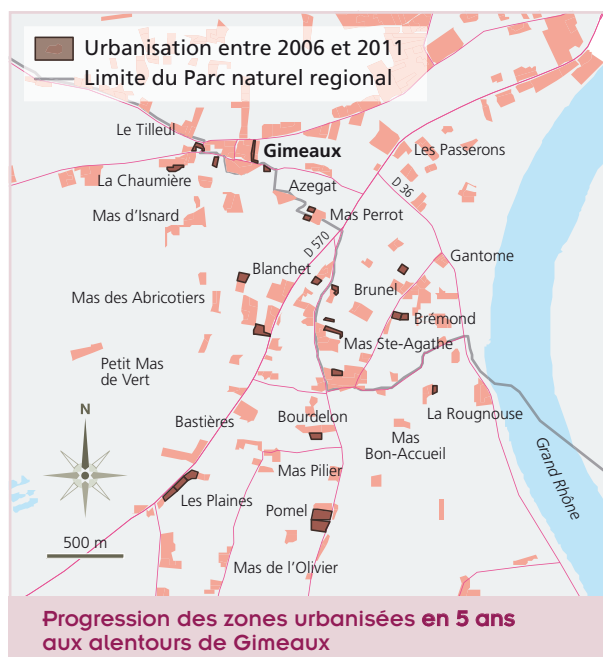 Urbanisation entre 2006 et 2011
Limite du Parc naturel regional
Le Tilleul
Gimeaux
Les Passerons
La Chaumière
Azegat
D 36
Mas d'Isnard
Mas Perrot
D 570
Gantome
Blanchet
Mas des Abricotiers
Brunel
Brémond
Mas Ste-Agathe
Petit Mas
de Vert
N
Bastières
Bourdelon
La Rougnouse
Mas
Bon-Accueil
Grand Rhône
Mas Pilier
Les Plaines
Pomel
500 m
Mas de l'Olivier
Progression des zones urbanisées en 5 ans
aux alentours de Gimeaux